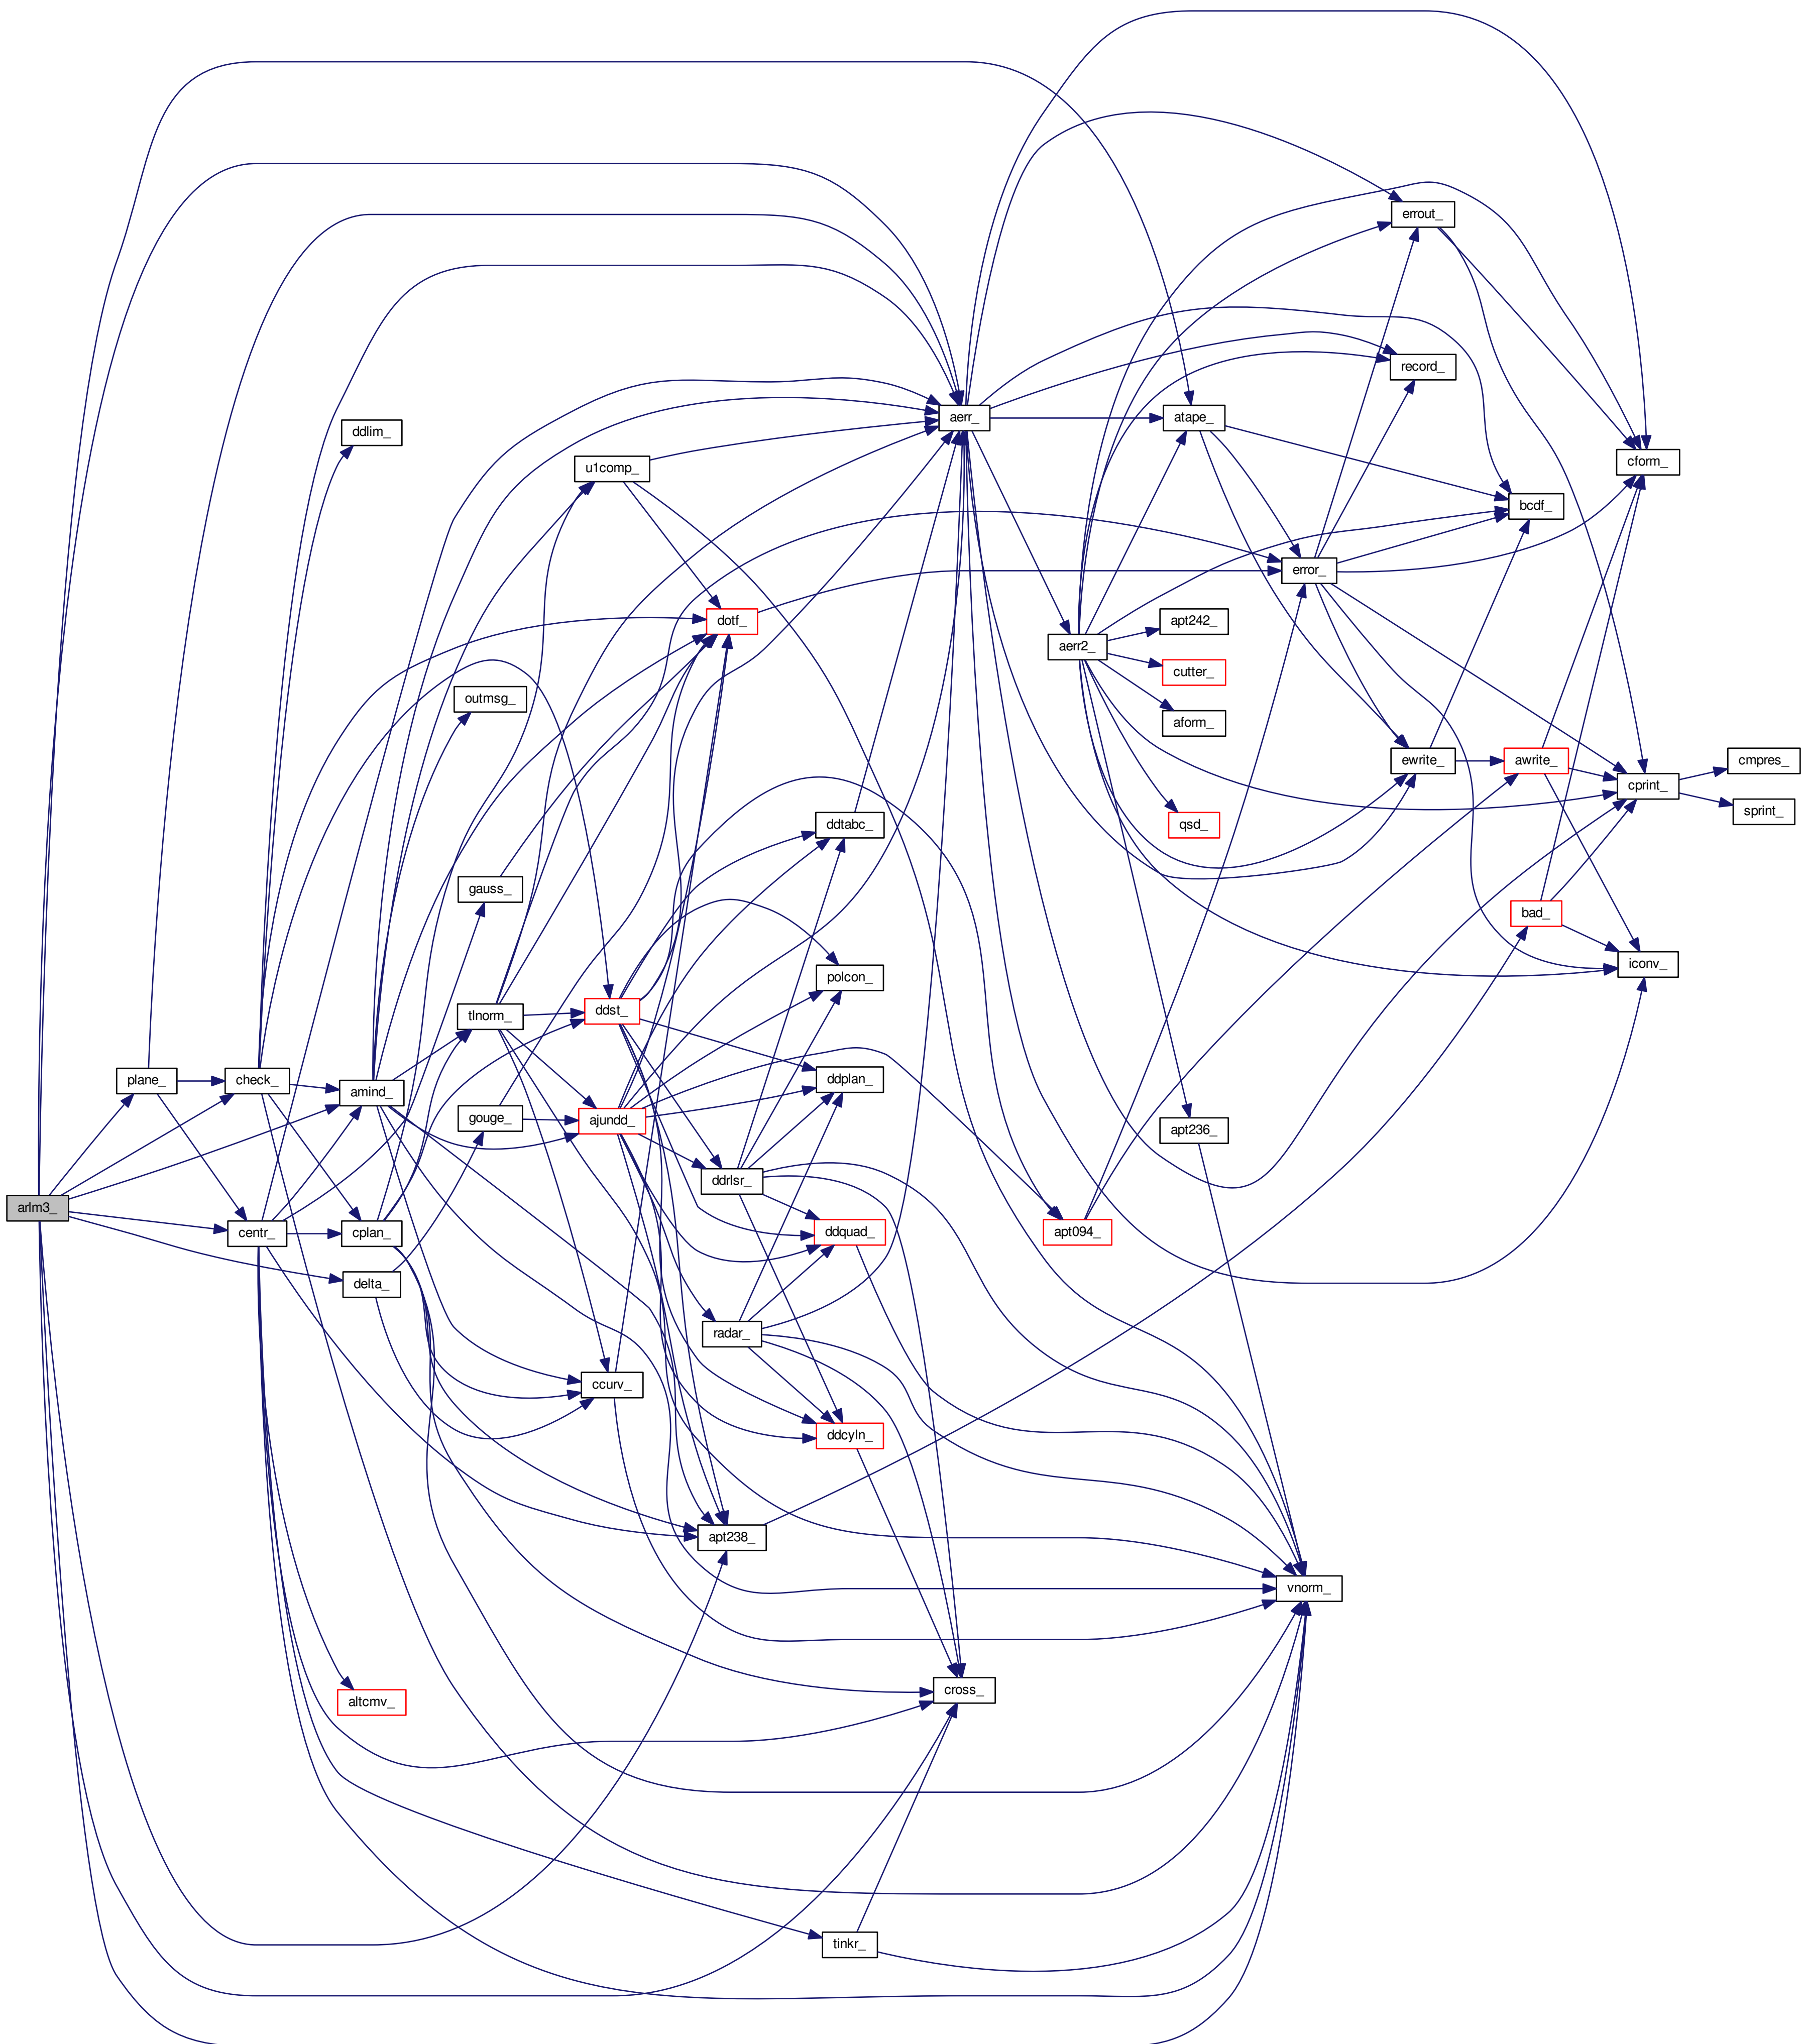 errout_
record_
aerr_
atape_
ddlim_
cform_
u1comp_
bcdf_
error_
dotf_
apt242_
aerr2_
cutter_
outmsg_
aform_
ewrite_
awrite_
cmpres_
cprint_
sprint_
ddtabc_
qsd_
gauss_
bad_
iconv_
polcon_
ddst_
tlnorm_
plane_
check_
ddplan_
amind_
gouge_
ajundd_
apt236_
ddrlsr_
arlm3_
centr_
cplan_
ddquad_
apt094_
delta_
radar_
ccurv_
ddcyln_
apt238_
vnorm_
cross_
altcmv_
tinkr_